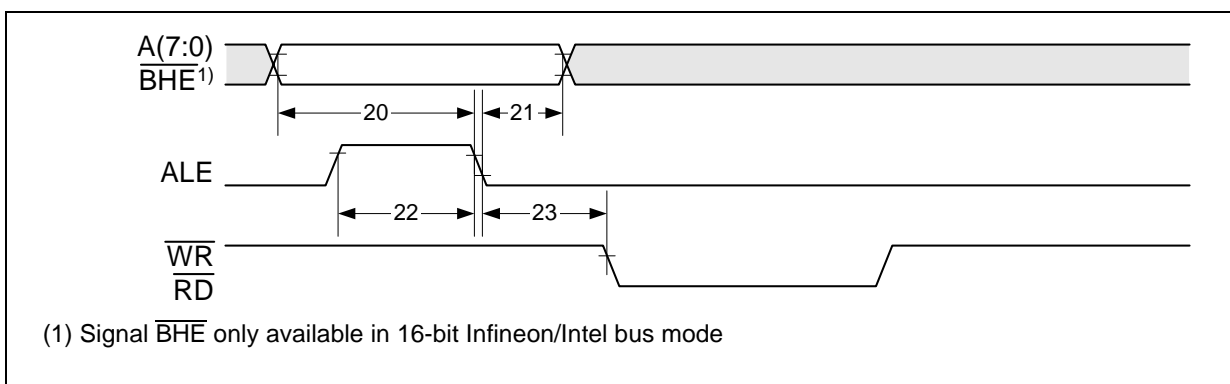 A(7:0)
BHE1)
20
21
ALE
22
23
WR
RD
(1) Signal BHE only available in 16-bit Infineon/Intel bus mode